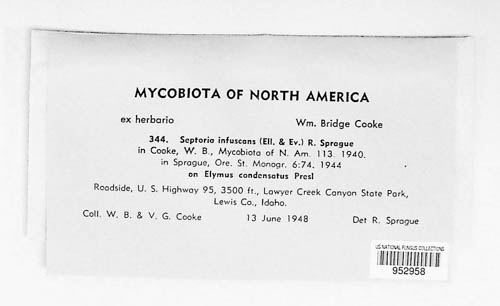 MYCOBIOTA OF NORTH AMERICA
ex herbario Wm. Bridge Cooke
344. Septoria infuscans (Ell. & Ev.) R. Sprague
in Cooke, W. B., Mycobiota of N. Am. 113. 1940.
in Sprague, Ore. St. Monogr. 6:74. 1944
on Elymus condensatus Presl
Roadside, U. S. Highway 95, 3500 ft., Lawyer Creek Canyon State Park,
Lewis Co., Idaho.
Coll. W. B. & V. G. Cooke 13 June 1948 Det R. Sprague
US NATIONAL FUNGUS COLLECTIONS
952958